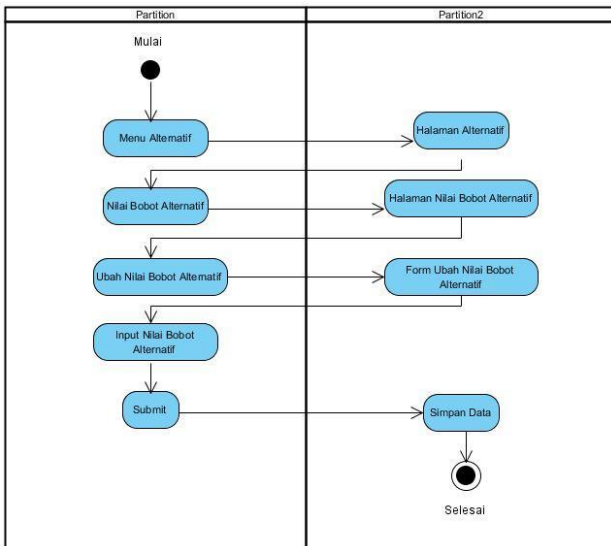 Partition
Partition2
Mulai
Menu Alternatif
Halaman Alternatif
Nilai Bobot Alternatif
Halaman Nilai Bobot Alternatif
Ubah Nilai Bobot Alternatif
Form Ubah Nilai Bobot
Alternatif
Input Nilai Bobot
Alternatif
Submit
Simpan Data
Selesai